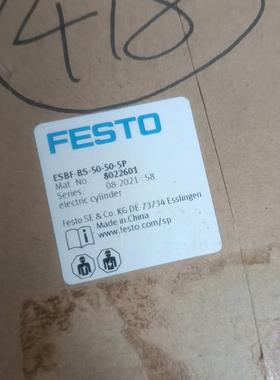 418
FESTO
ESBF-BS-50-50-5P
Mat. No. 8022601
Series 08-2021 -58
electric cylinder
Festo SE & Co. KG DE 73734 Esslingen
Made in China
www.festo.com/sp